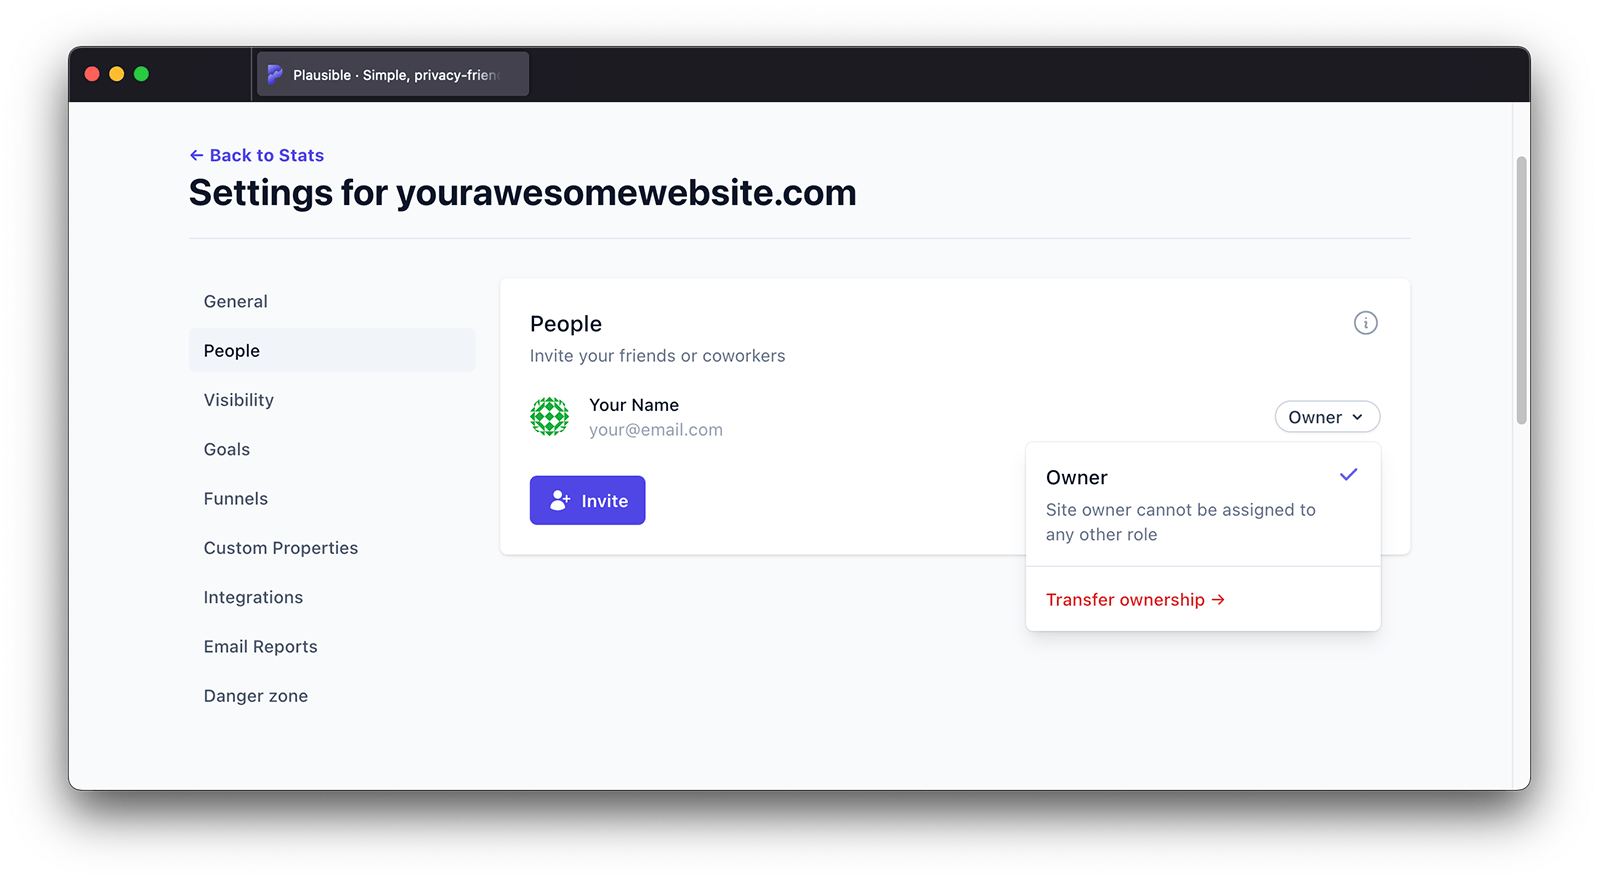 Plausible · Simple, privacy-frien
← Back to Stats
Settings for yourawesomewebsite.com
General
People
Visibility
Goals
Funnels
Custom Properties
Integrations
Email Reports
Danger zone
People
Invite your friends or coworkers
Your Name
your@email.com
Owner
Invite
Owner
Site owner cannot be assigned to
any other role
Transfer ownership →